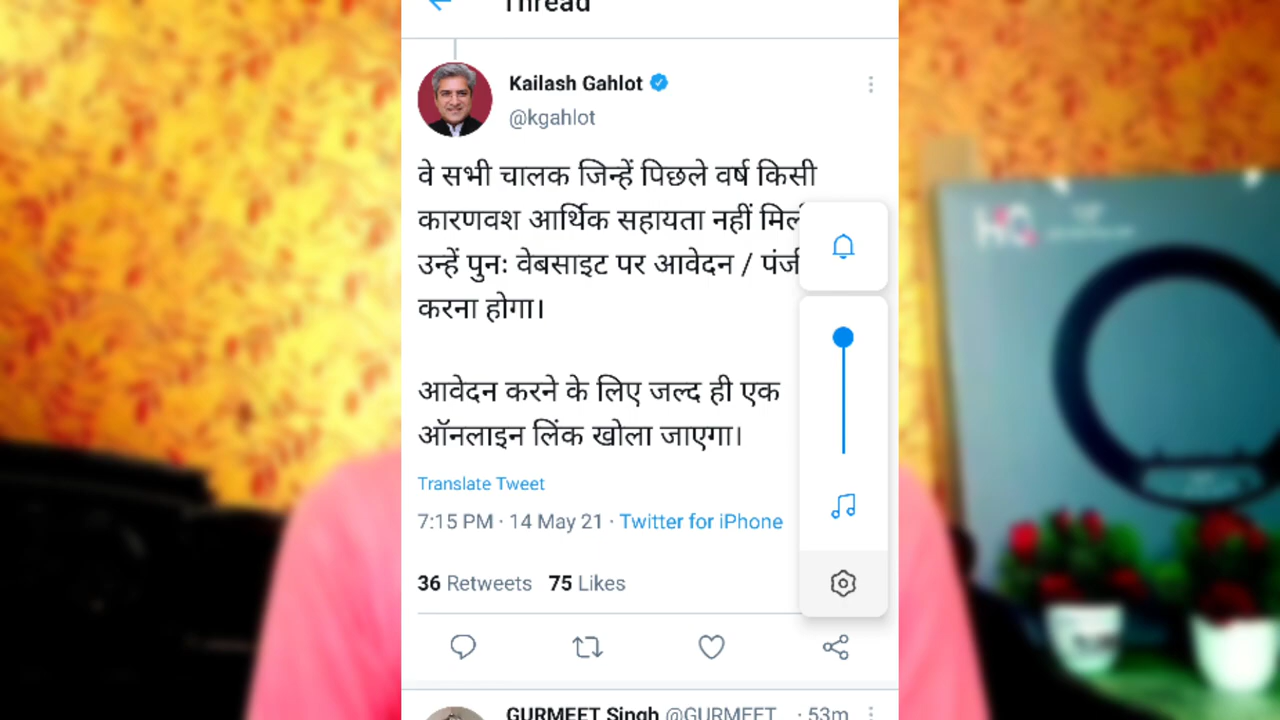 Thread
Kailash Gahlot
@kgahlot
वे सभी चालक जिन्हें पिछले वर्ष किसी
कारणवश आर्थिक सहायता नहीं
उन्हें पुनः वेबसाइट पर आवेदन /
करना होगा।
आवेदन करने के लिए जल्द ही एक
ऑनलाइन लिंक खोला जाएगा।
Translate Tweet
7:15 PM · 14 May 21 · Twitter for iPhone
36 Retweets 75 Likes
GURMEET Singh @GURMEET · 53m